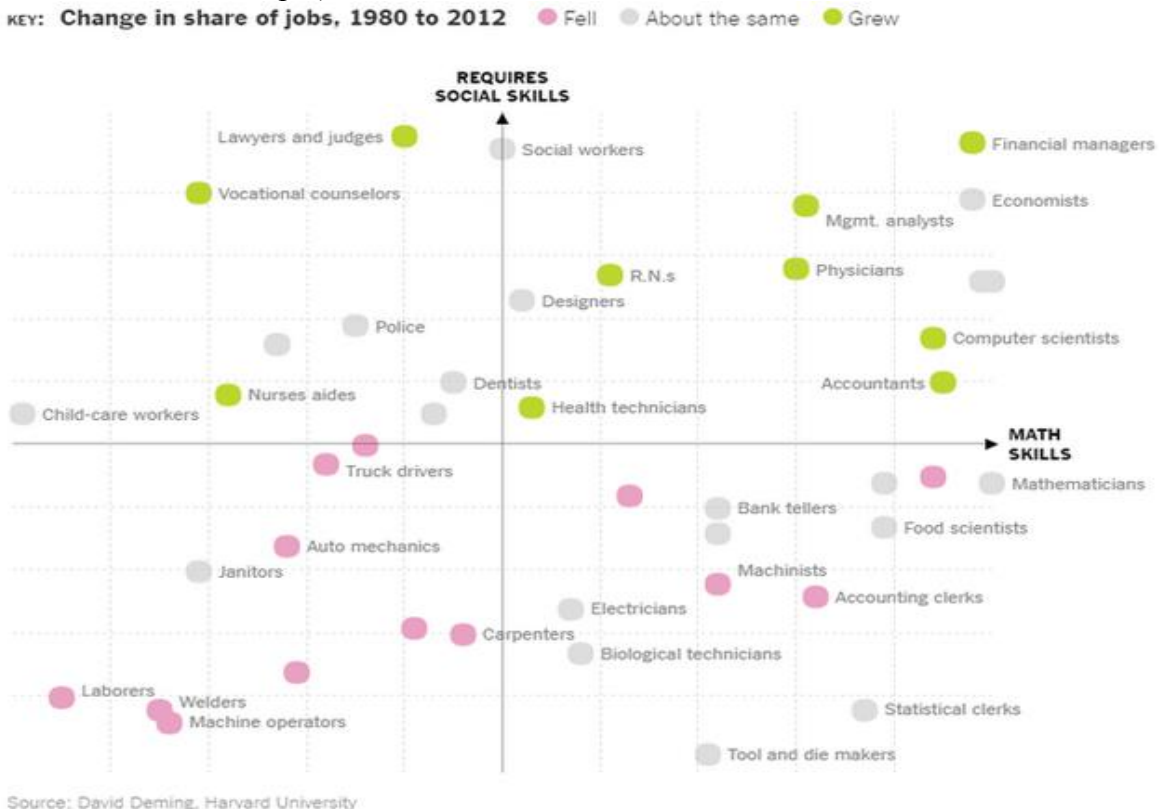 KEY: Change in share of jobs, 1980 to 2012 Fell About the same Grew
REQUIRES
SOCIAL SKILLS
Lawyers and judges
Social workers
Financial managers
Vocational counselors
Economists
Mgmt. analysts
R.N.s
Physicians
Designers
Police
Computer scientists
Dentists
Accountants
Nurses aides
Health technicians
Child-care workers
MATH
SKILLS
Truck drivers
Mathematicians
Bank tellers
Food scientists
Auto mechanics
Janitors
Machinists
Accounting clerks
Electricians
Carpenters
Biological technicians
Laborers
Welders
Machine operators
Statistical clerks
Tool and die makers
Source: David Deming, Harvard University